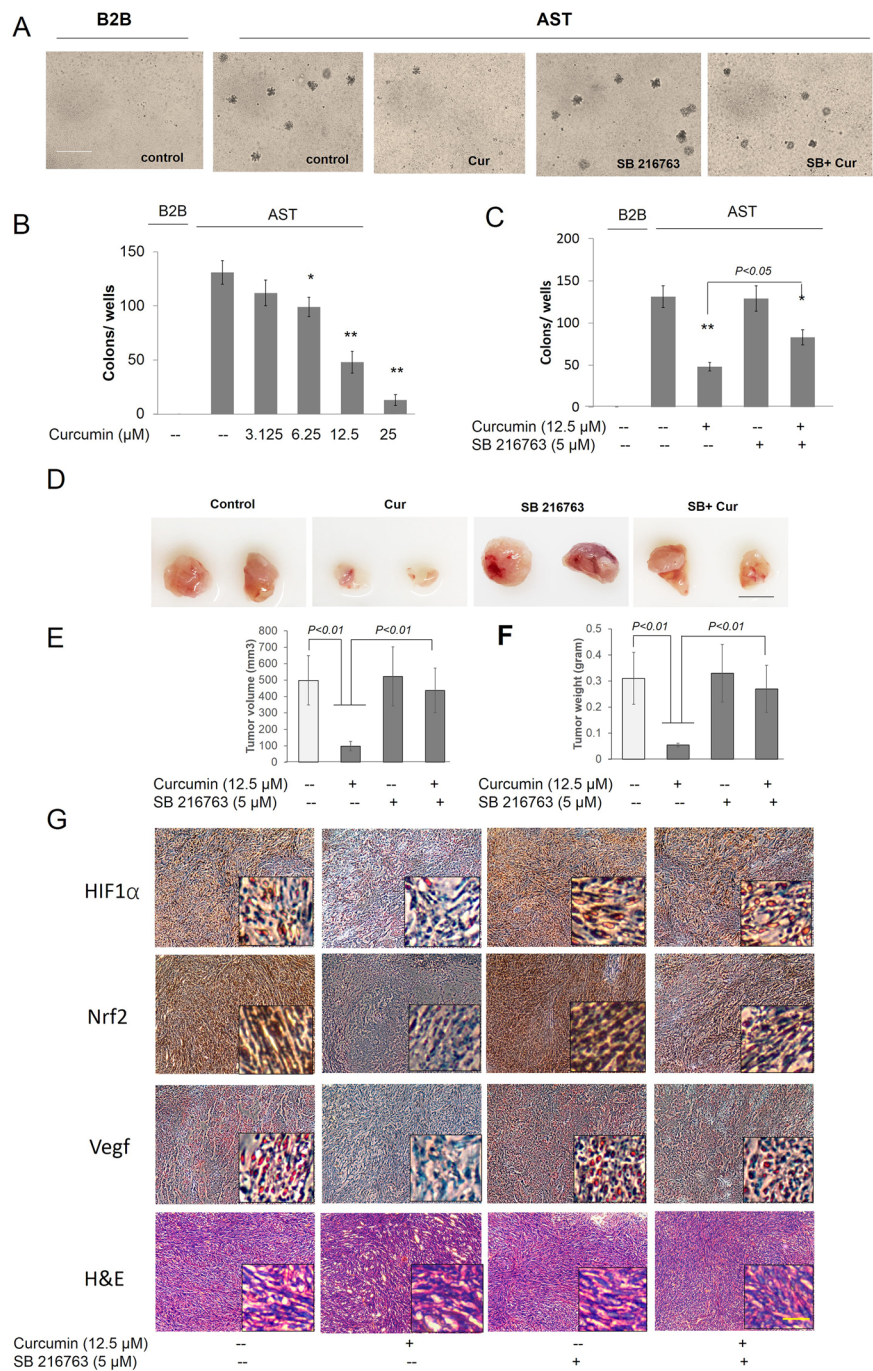 A
B2B
AST
control
control
Cur
SB 216763
SB+ Cur
B
B2B
AST
Colons/ wells
150
100
50
0
*
**
**
Curcumin (µM)
--
--
3.125
6.25
12.5
25
C
B2B
AST
Colons/ wells
200
150
100
50
0
P<0.05
**
*
Curcumin (12.5 µM) -- -- + -- +
SB 216763 (5 µM) -- -- -- + +
D
Control
Cur
SB 216763
SB+ Cur
E
Tumor volume (mm3)
800
700
600
500
400
300
200
100
0
P<0.01
P<0.01
Curcumin (12.5 µM) -- + -- +
SB 216763 (5 µM) -- -- + +
F
Tumor weight (gram)
0.5
0.4
0.3
0.2
0.1
0
P<0.01
P<0.01
Curcumin (12.5 µM) -- + -- +
SB 216763 (5 µM) -- -- + +
G
HIF1α
Nrf2
Vegf
H&E
Curcumin (12.5 µM) -- + -- +
SB 216763 (5 µM) -- -- + +